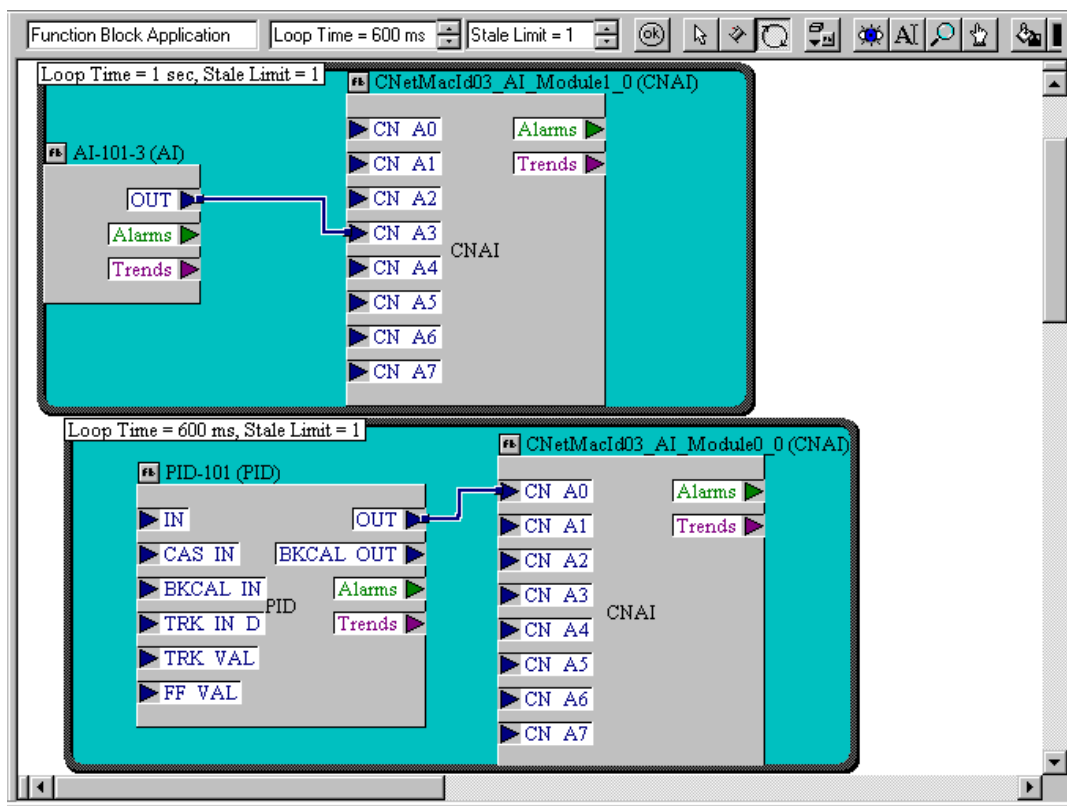 Function Block Application Loop Time = 600 ms Stale Limit = 1
Loop Time = 1 sec, Stale Limit = 1
FB CNetMacId03_AI_Module1_0 (CNAI)
CN A0 Alarms
CN A1 Trends
CN A2
CN A3
CN A4
CN A5
CN A6
CN A7
CNAI
FB AI-101-3 (AI)
OUT
Alarms
Trends
Loop Time = 600 ms, Stale Limit = 1
FB PID-101 (PID)
IN OUT
CAS IN BKCAL OUT
BKCAL IN Alarms
TRK IN D Trends
TRK VAL
FF VAL
PID
FB CNetMacId03_AI_Module0_0 (CNAI)
CN A0 Alarms
CN A1 Trends
CN A2
CN A3
CN A4
CN A5
CN A6
CN A7
CNAI